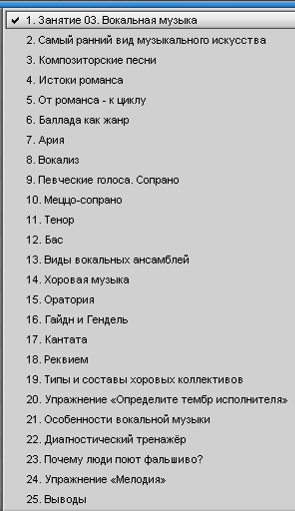 ✓ 1. Занятие 03. Вокальная музыка
2. Самый ранний вид музыкального искусства
3. Композиторские песни
4. Истоки романса
5. От романса - к циклу
6. Баллада как жанр
7. Ария
8. Вокализ
9. Певческие голоса. Сопрано
10. Меццо-сопрано
11. Тенор
12. Бас
13. Виды вокальных ансамблей
14. Хоровая музыка
15. Оратория
16. Гайдн и Гендель
17. Кантата
18. Реквием
19. Типы и составы хоровых коллективов
20. Упражнение «Определите тембр исполнителя»
21. Особенности вокальной музыки
22. Диагностический тренажёр
23. Почему люди поют фальшиво?
24. Упражнение «Мелодия»
25. Выводы